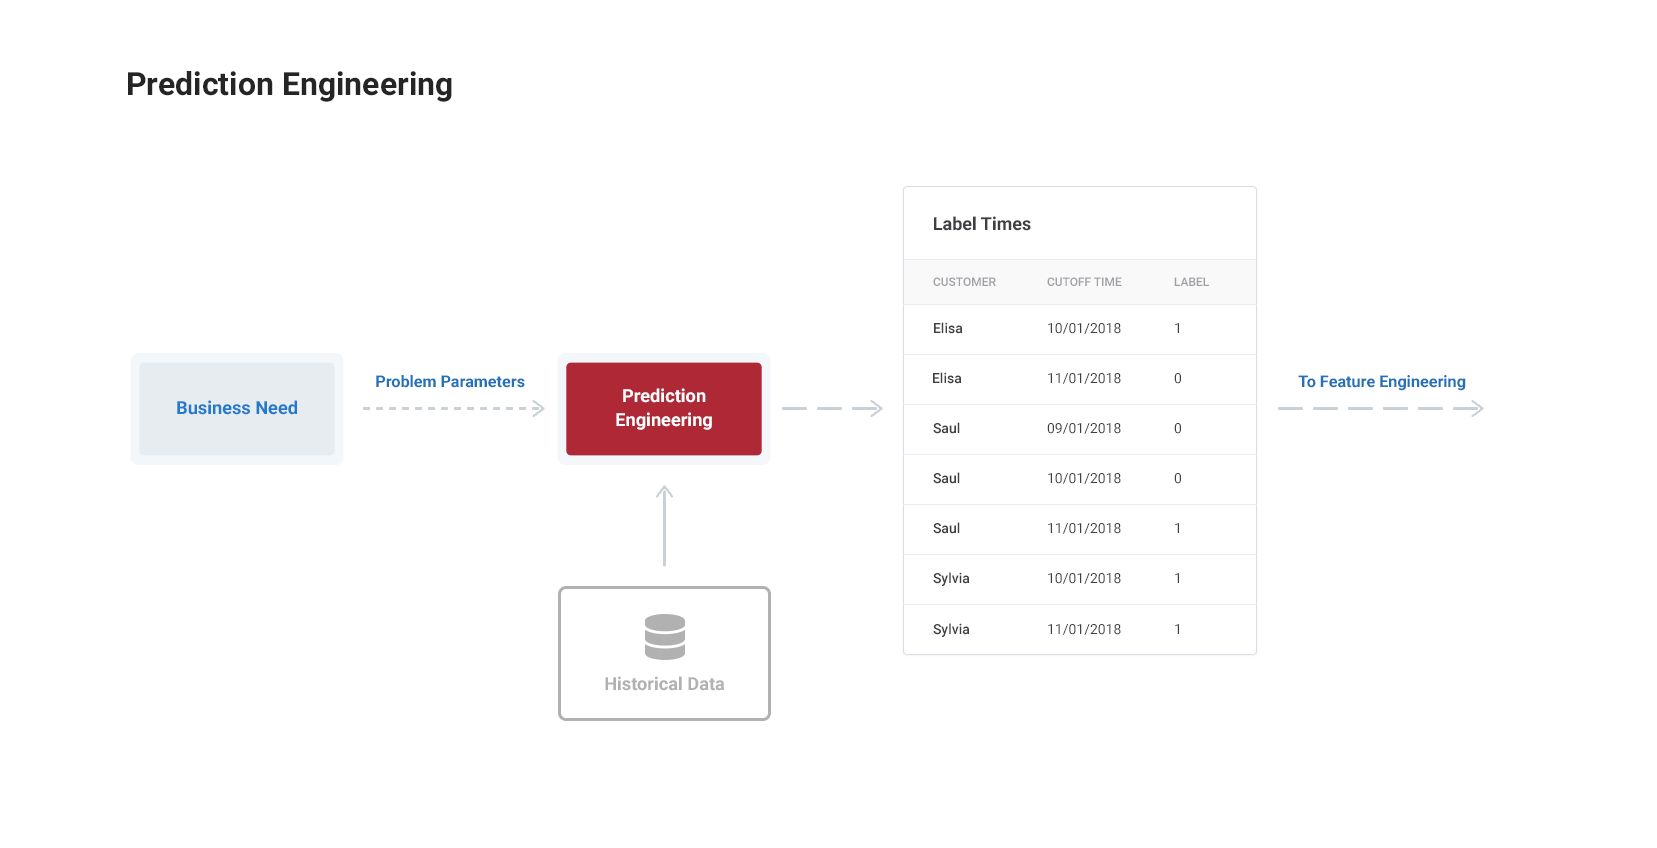 Prediction Engineering
Business Need
Problem Parameters
Prediction
Engineering
Historical Data
Label Times
CUSTOMER CUTOFF TIME LABEL
Elisa 10/01/2018 1
Elisa 11/01/2018 0
Saul 09/01/2018 0
Saul 10/01/2018 0
Saul 11/01/2018 1
Sylvia 10/01/2018 1
Sylvia 11/01/2018 1
To Feature Engineering